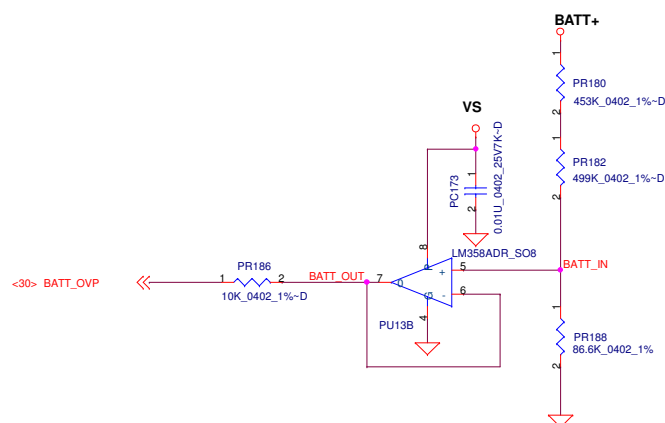 BATT+
1
PR180
453K_0402_1%~D
2
VS
1
PR182
499K_0402_1%~D
2
1
PC173
2
0.01U_0402_25V7K~D
8
LM358ADR_SO8
BATT_IN
P
+
5
PR186
BATT_OUT
<30> BATT_OVP
1
2
7
0
-
6
10K_0402_1%~D
G
PU13B
4
1
PR188
86.6K_0402_1%
2